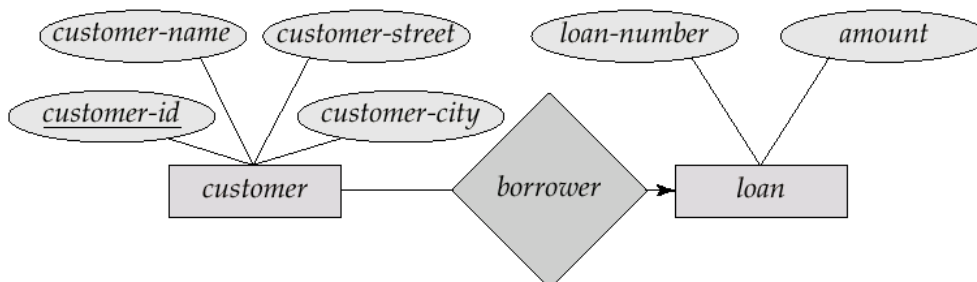 customer-name customer-street loan-number amount
customer-id customer-city
customer borrower loan